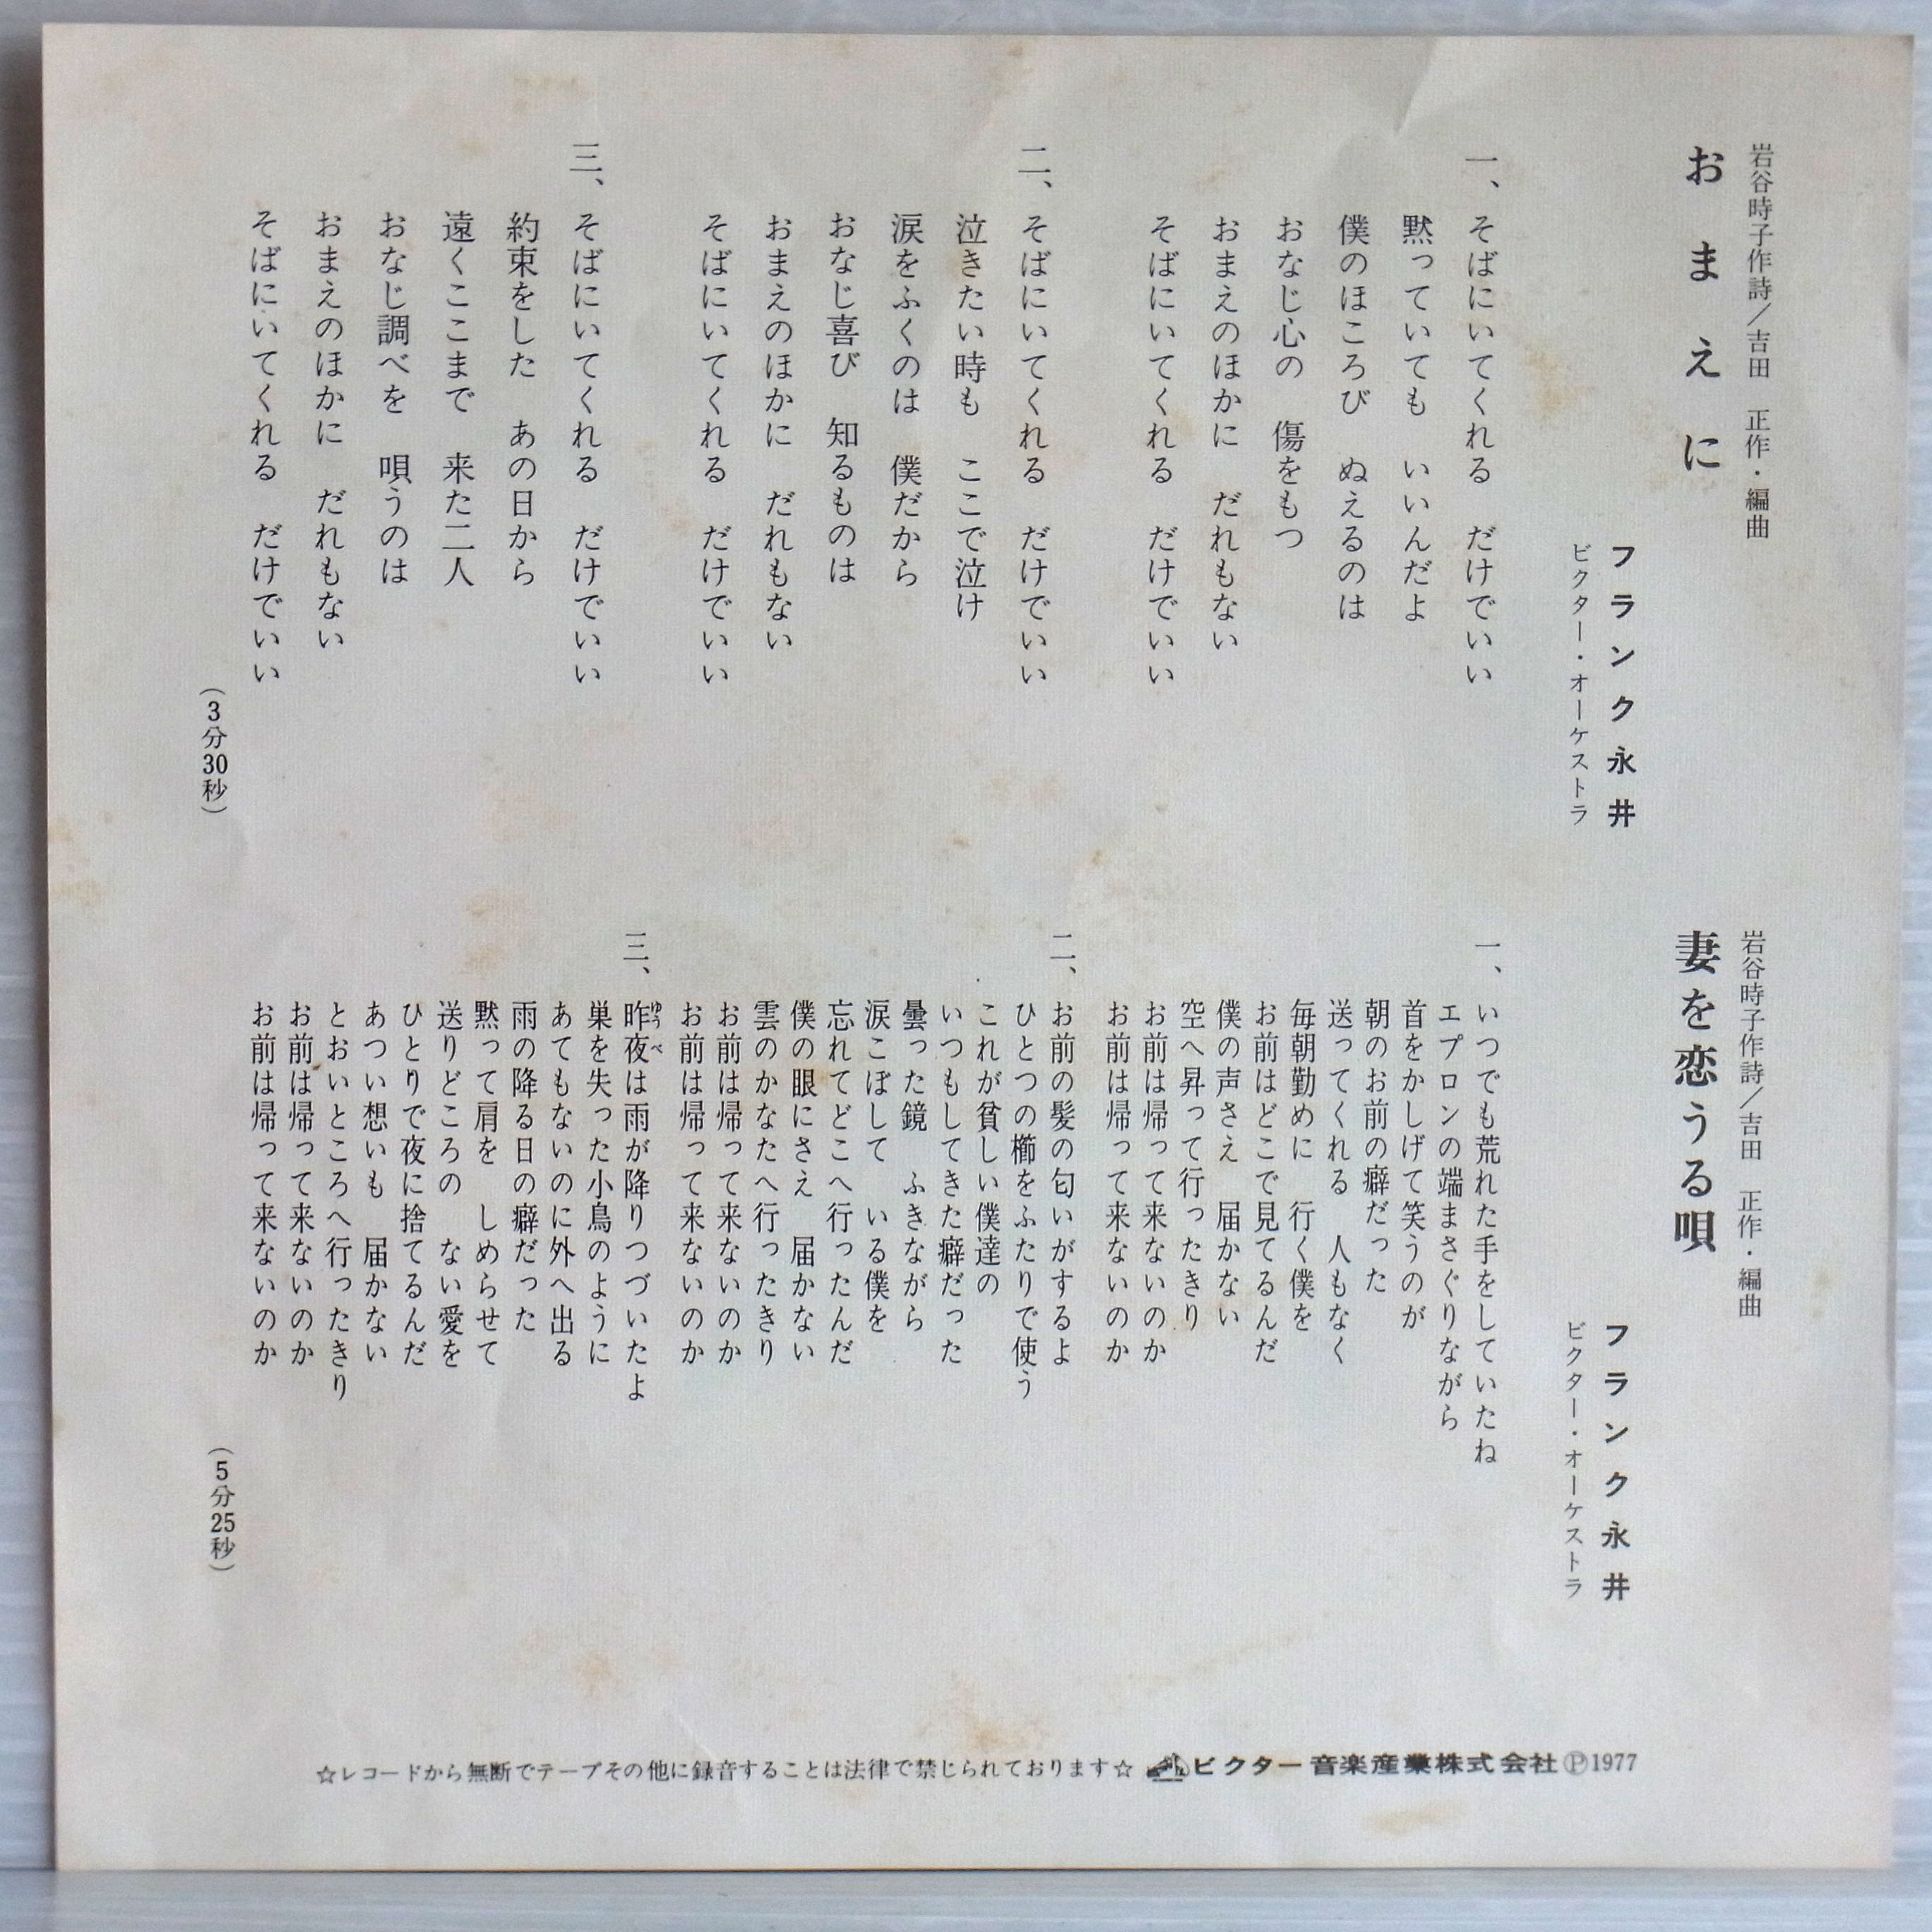 岩谷時子作詩/吉田　正作・編曲
おまえに
フランク永井
ビクター・オーケストラ
一、そばにいてくれる　だけでいい
黙っていても　いいんだよ
僕のほころび　ぬえるのは
おなじ心の　傷をもつ
おまえのほかに　だれもない
そばにいてくれる　だけでいい
二、そばにいてくれる　だけでいい
泣きたい時も　ここで泣け
涙をふくのは　僕だから
おなじ喜び　知るものは
おまえのほかに　だれもない
そばにいてくれる　だけでいい
三、そばにいてくれる　だけでいい
約束をした　あの日から
遠くここまで　来た二人
おなじ調べを　唄うのは
おまえのほかに　だれもない
そばにいてくれる　だけでいい
(3分30秒)
岩谷時子作詩/吉田　正作・編曲
妻を恋うる唄
フランク永井
ビクター・オーケストラ
一、いつでも荒れた手をしていたね
エプロンの端まさぐりながら
首をかしげて笑うのが
朝のお前の癖だった
送ってくれる　人もなく
毎朝勤めに　行く僕を
お前はどこで見てるんだ
僕の声さえ　届かない
空へ昇って行ったきり
お前は帰って来ないのか
お前は帰って来ないのか
二、お前の髪の匂いがするよ
ひとつの櫛をふたりで使う
これが貧しい僕達の
いつもしてきた癖だった
曇った鏡　ふきながら
涙こぼして　いる僕を
忘れてどこへ行ったんだ
僕の眼にさえ　届かない
雲のかなたへ行ったきり
お前は帰って来ないのか
お前は帰って来ないのか
三、昨夜は雨が降りつづいたよ
ゆうべ
巣を失った小鳥のように
あてもないのに外へ出る
雨の降る日の癖だった
黙って肩を　しめらせて
送りどころの　ない愛を
ひとりで夜に捨てるんだ
あつい想いも　届かない
とおいところへ行ったきり
お前は帰って来ないのか
お前は帰って来ないのか
(5分25秒)
☆レコードから無断でテープその他に録音することは法律で禁じられております☆ ビクター音楽産業株式会社Ⓟ1977